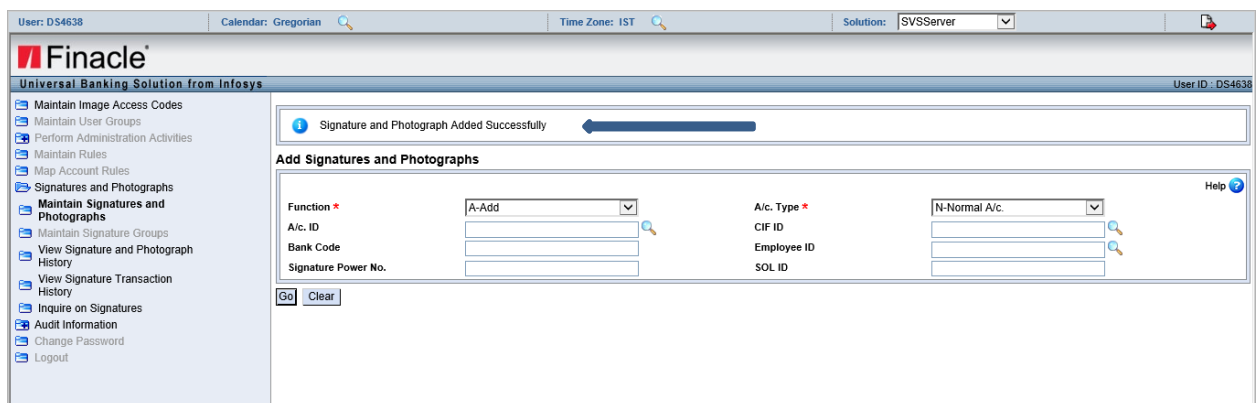 User: DS4638 Calendar: Gregorian Time Zone: IST Solution: SVSServer
Finacle
Universal Banking Solution from Infosys User ID : DS4638
Maintain Image Access Codes
Maintain User Groups
Perform Administration Activities
Maintain Rules
Map Account Rules
Signatures and Photographs
Maintain Signatures and
Photographs
Maintain Signature Groups
View Signature and Photograph
History
View Signature Transaction
History
Inquire on Signatures
Audit Information
Change Password
Logout
Signature and Photograph Added Successfully
Add Signatures and Photographs
Help ?
Function * A-Add A/c. Type * N-Normal A/c.
A/c. ID CIF ID
Bank Code Employee ID
Signature Power No. SOL ID
Go Clear